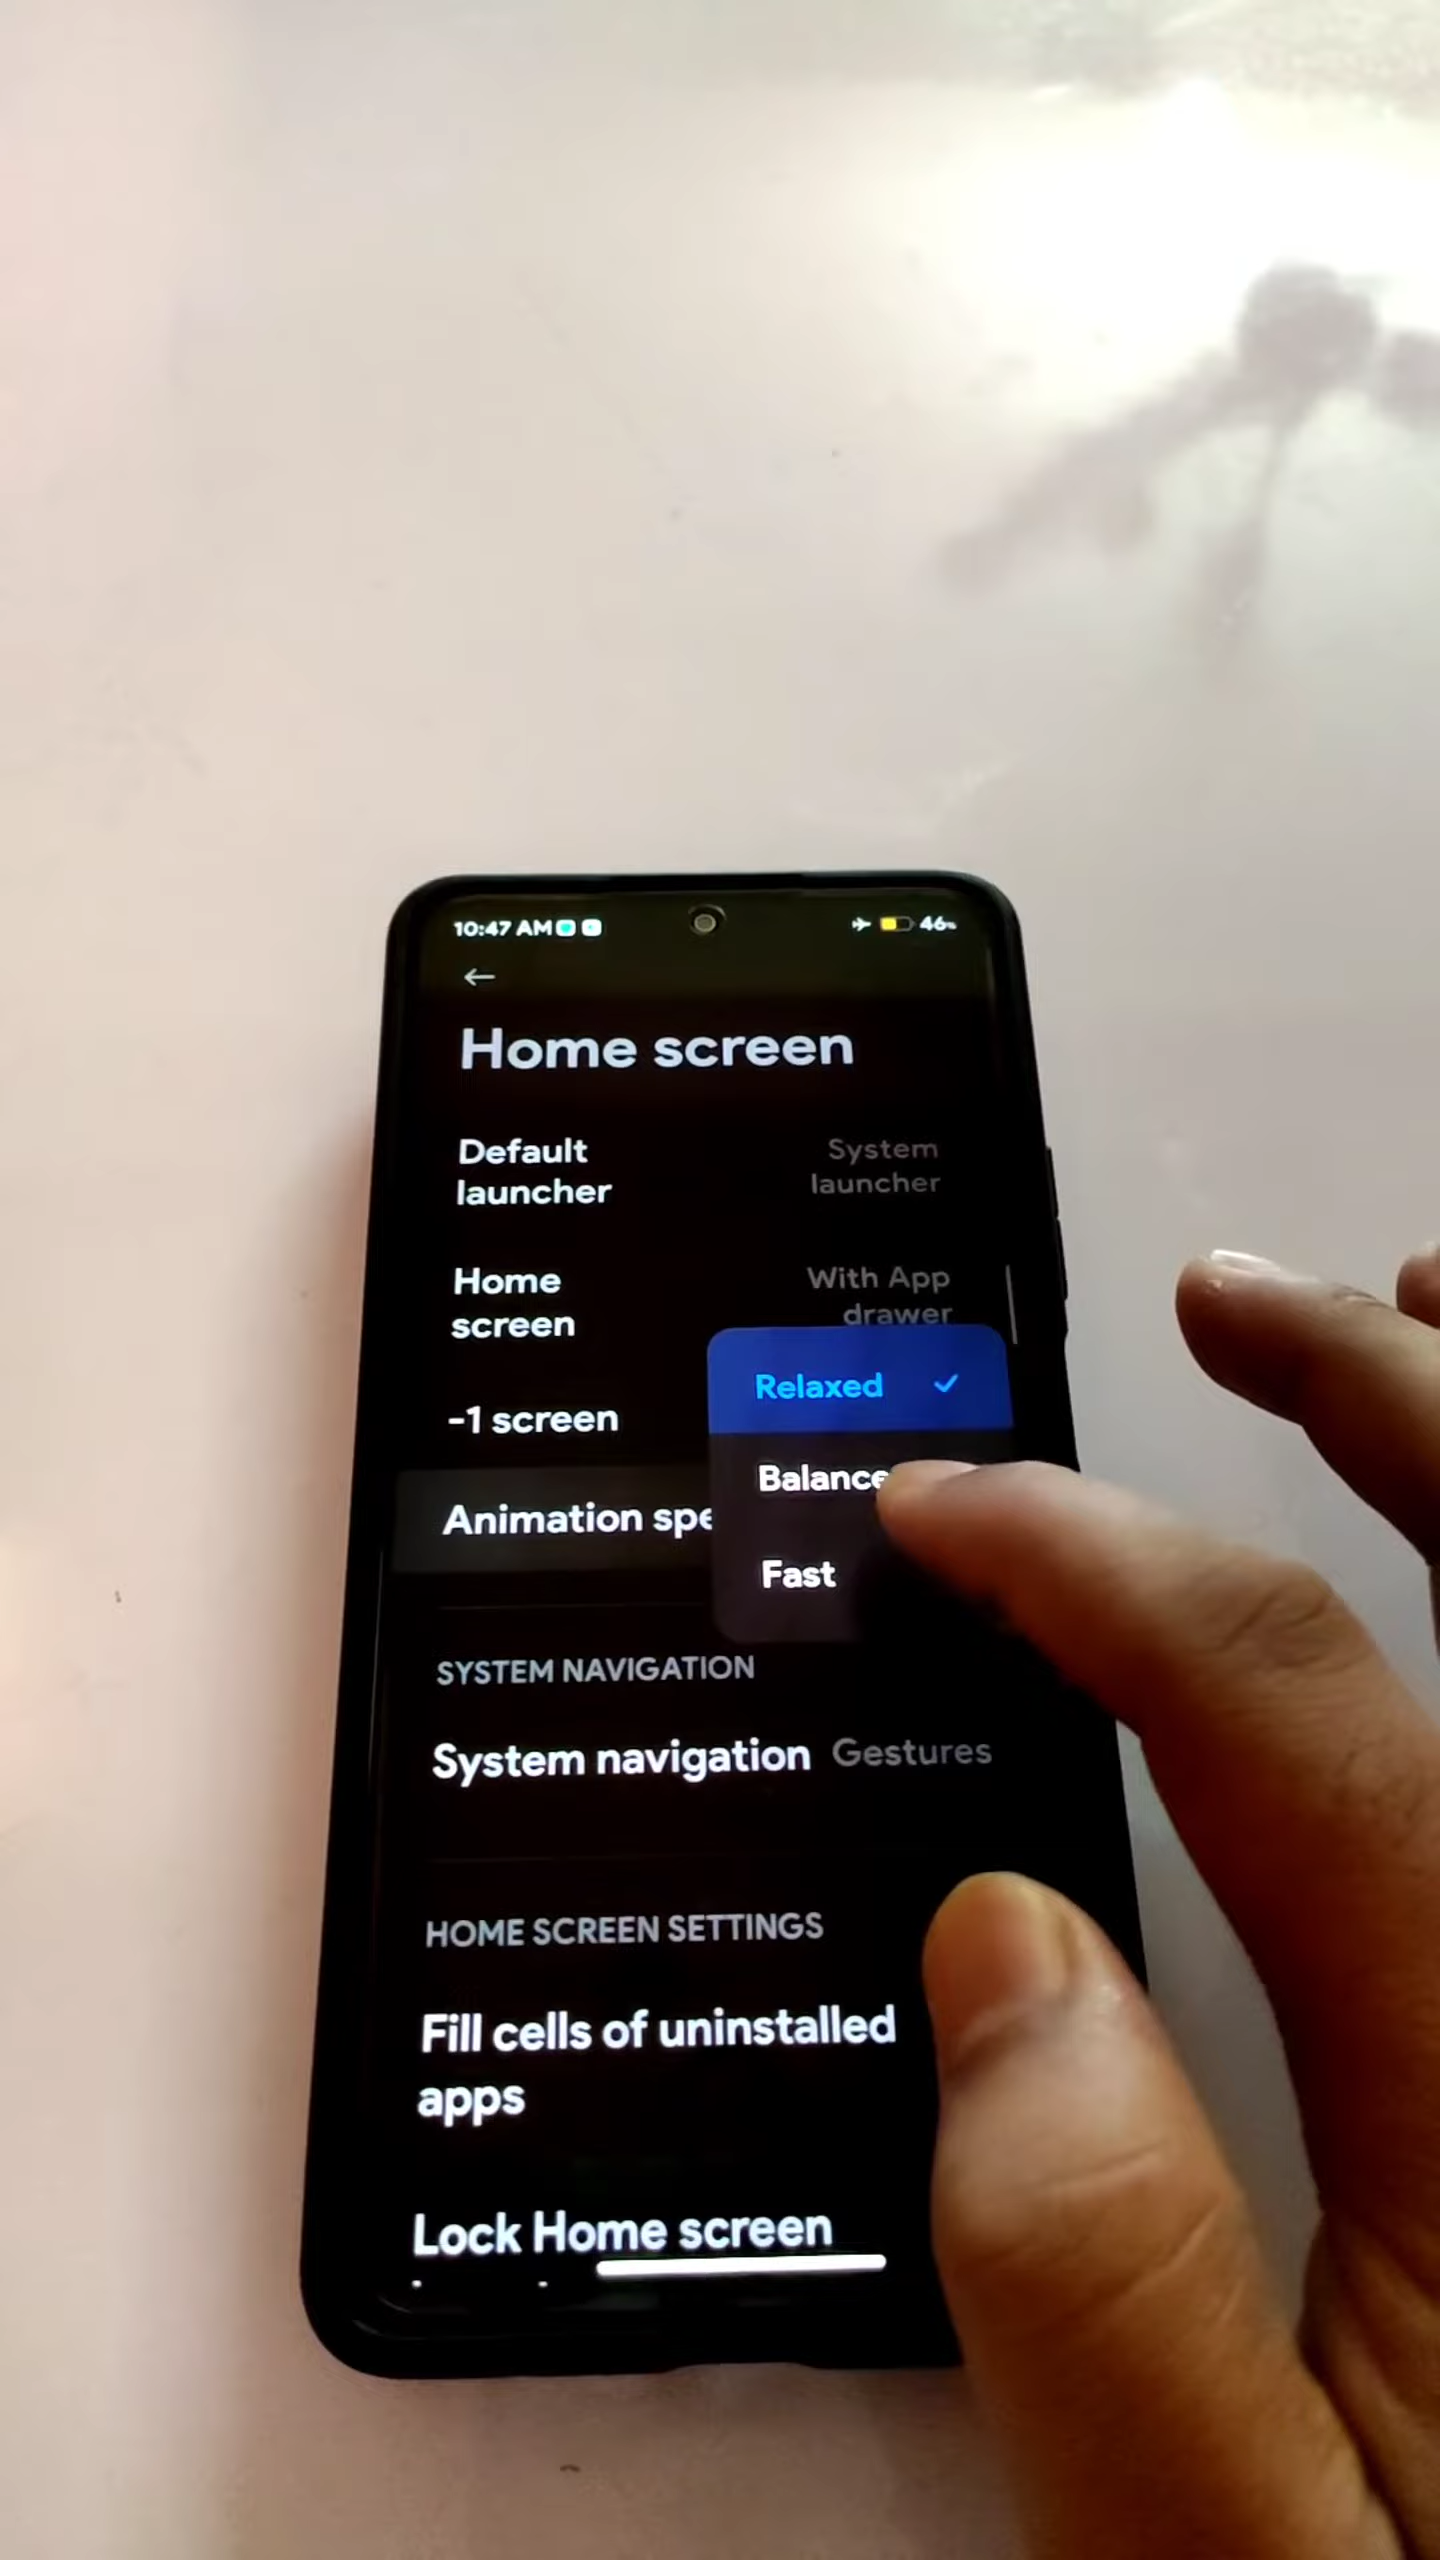 10:47 AM
46%
Home screen
Default
launcher
System
launcher
Home
screen
With App
drawer
-1 screen
Relaxed
Balance
Animation spe
Fast
SYSTEM NAVIGATION
System navigation Gestures
HOME SCREEN SETTINGS
Fill cells of uninstalled
apps
Lock Home screen